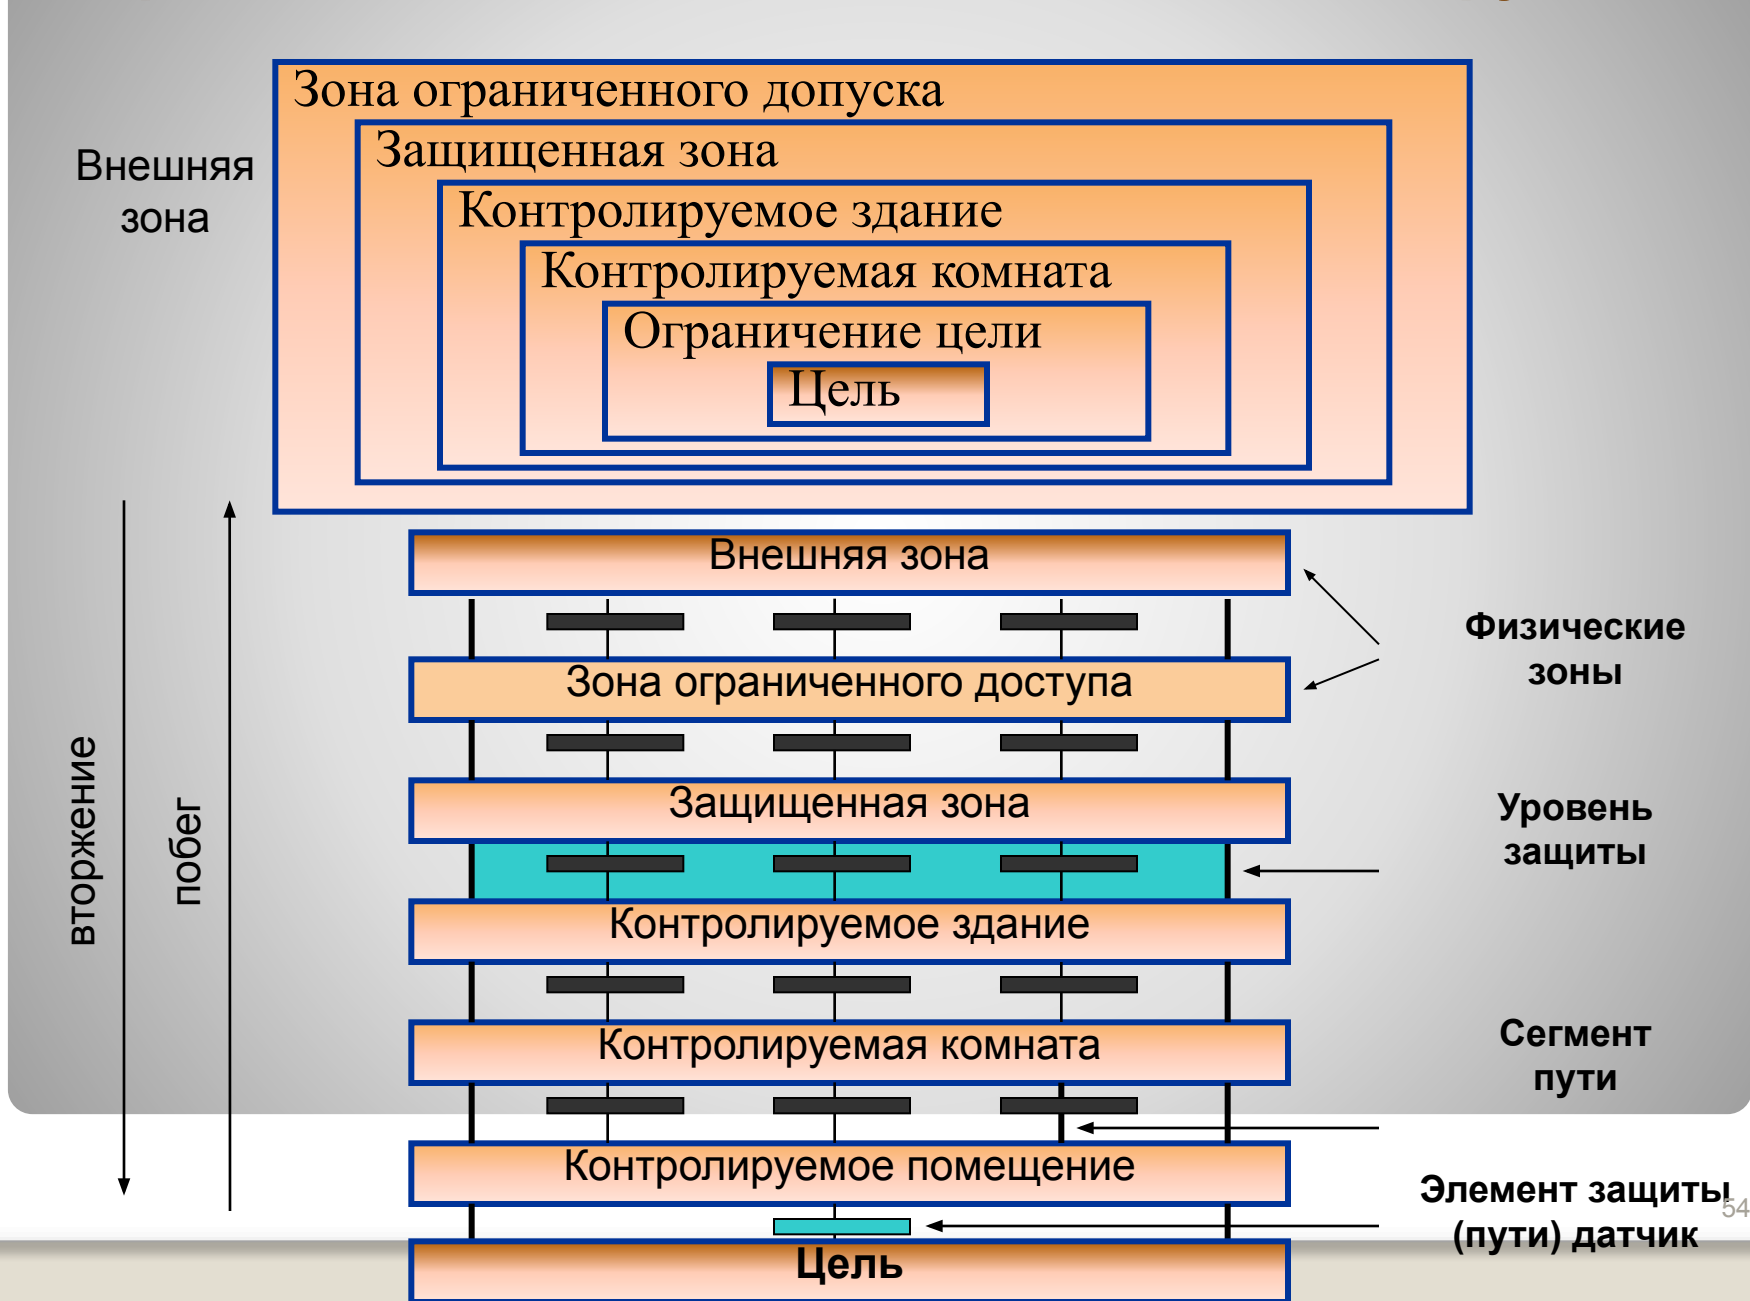 Зона ограниченного допуска
Защищенная зона
Внешняя
зона
Контролируемое здание
Контролируемая комната
Ограничение цели
Цель
Внешняя зона
Физические
зоны
Зона ограниченного доступа
Защищенная зона
Уровень
защиты
вторжение
побег
Контролируемое здание
Контролируемая комната
Сегмент
пути
Контролируемое помещение
Элемент защиты
(пути) датчик
54
Цель